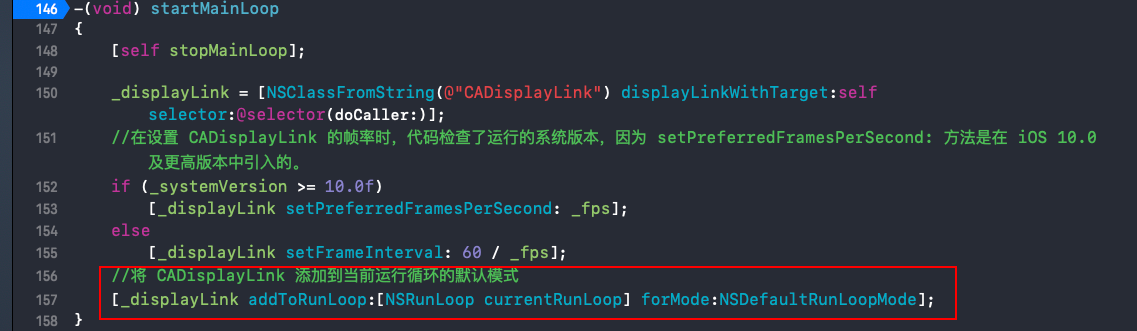 146 -(void) startMainLoop
147 {
148 [self stopMainLoop];
149
150 _displayLink = [NSClassFromString(@"CADisplayLink") displayLinkWithTarget:self
selector:@selector(doCaller:)];
151 //在设置 CADisplayLink 的帧率时，代码检查了运行的系统版本，因为 setPreferredFramesPerSecond: 方法是在 iOS 10.0
及更高版本中引入的。
152 if (_systemVersion >= 10.0f)
153 [_displayLink setPreferredFramesPerSecond: _fps];
154 else
155 [_displayLink setFrameInterval: 60 / _fps];
156 //将 CADisplayLink 添加到当前运行循环的默认模式
157 [_displayLink addToRunLoop:[NSRunLoop currentRunLoop] forMode:NSDefaultRunLoopMode];
158 }